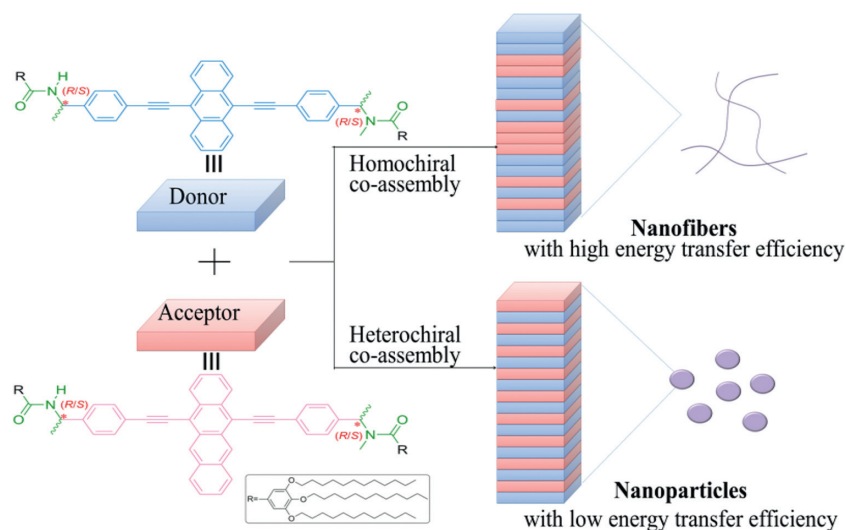 R
H
N
(R/S)
O
*
*
(R/S)
N
O
R
Donor
+
Acceptor
R
H
N
(R/S)
O
*
*
(R/S)
N
O
R
R=
O
O
O
Homochiral
co-assembly
Heterochiral
co-assembly
Nanofibers
with high energy transfer efficiency
Nanoparticles
with low energy transfer efficiency